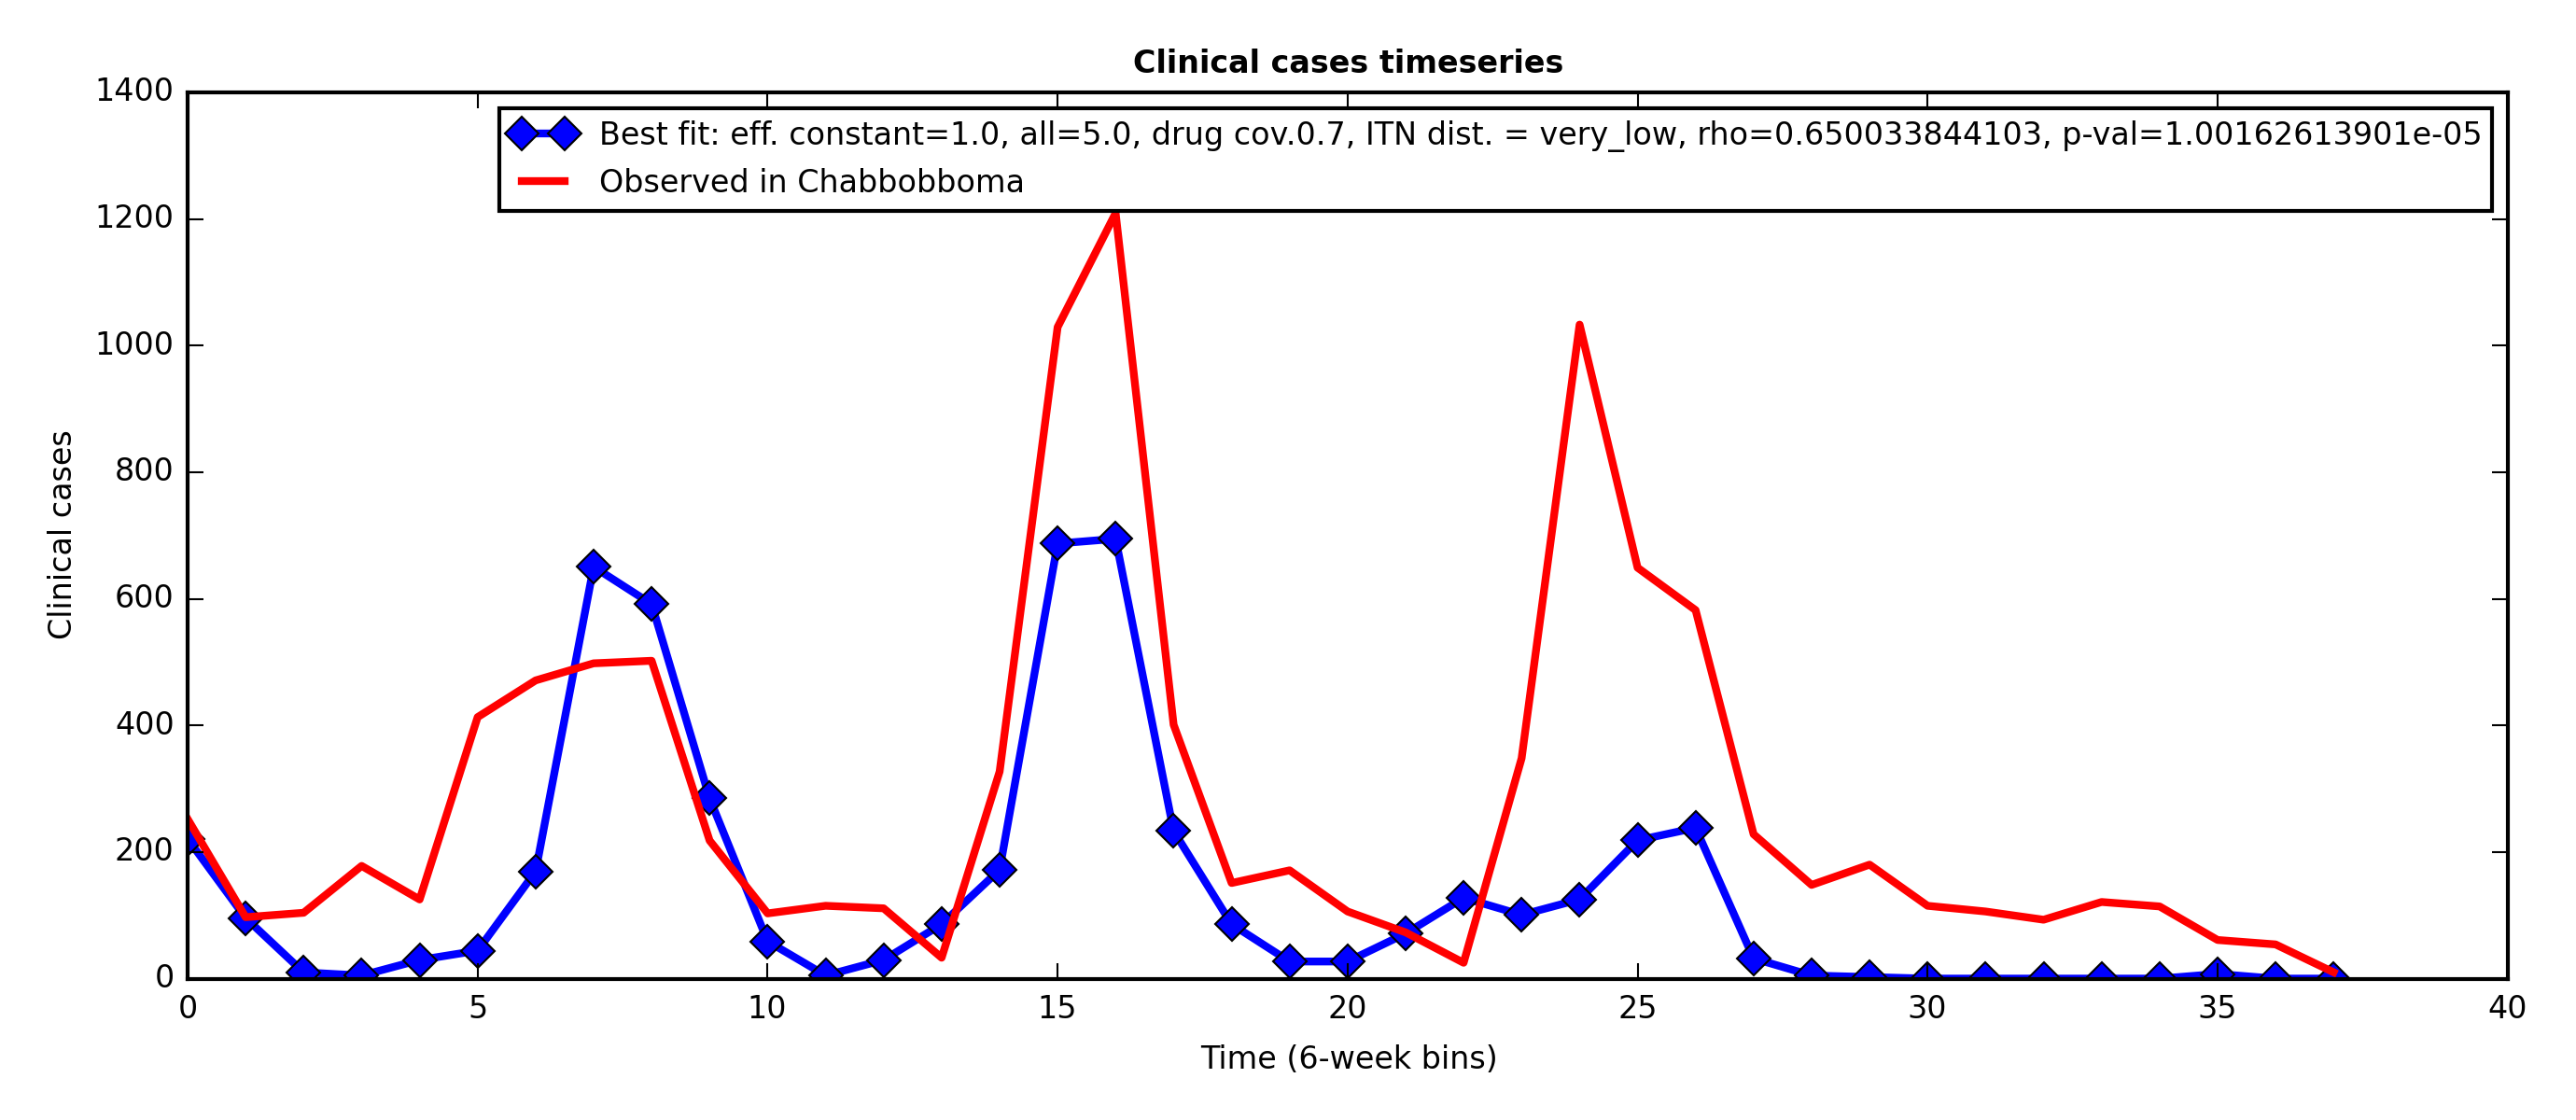 Clinical cases timeseries
1400
1200
1000
800
600
400
200
0
Clinical cases
Best fit: eff. constant=1.0, all=5.0, drug cov.0.7, ITN dist. = very_low, rho=0.650033844103, p-val=1.00162613901e-05
Observed in Chabbobboma
0 5 10 15 20 25 30 35 40
Time (6-week bins)